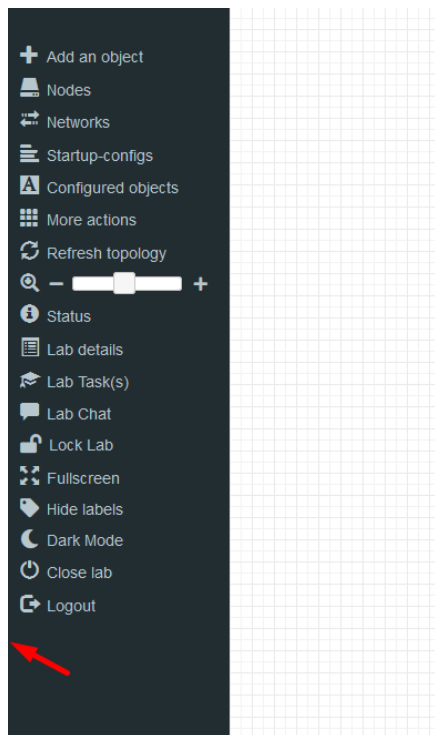 Add an object
Nodes
Networks
Startup-configs
A Configured objects
More actions
Refresh topology
Status
Lab details
Lab Task(s)
Lab Chat
Lock Lab
Fullscreen
Hide labels
Dark Mode
Close lab
Logout